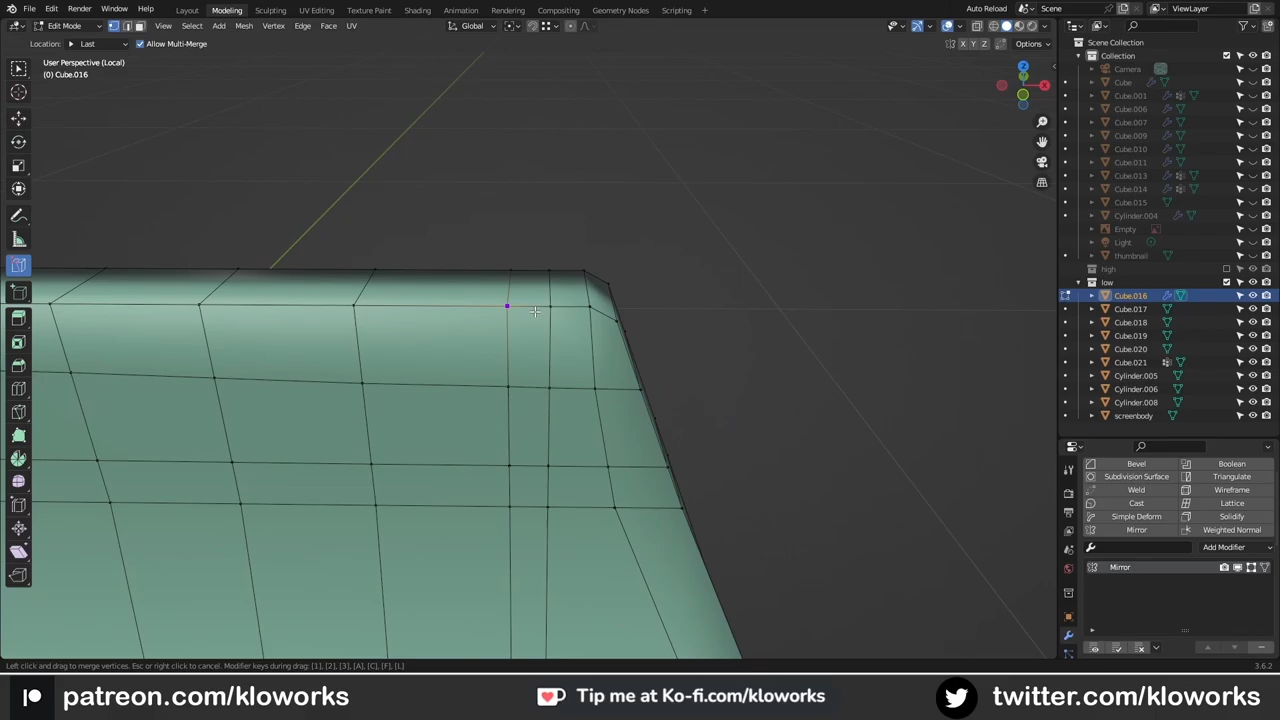 File Edit Render Window Help Layout Modeling Sculpting UV Editing Texture Paint Shading Animation Rendering Compositing Geometry Nodes Scripting + Auto Reload Scene ViewLayer
Edit Mode View Select Add Mesh Vertex Edge Face UV Global
Location: Last Allow Multi-Merge X Y Z Options
User Perspective (Local)
(0) Cube.016
Scene Collection
Collection
Camera
Cube
Cube.001
Cube.006
Cube.007
Cube.009
Cube.010
Cube.011
Cube.013
Cube.014
Cube.015
Cylinder.004
Empty
Light
thumbnail
high
low
Cube.016
Cube.017
Cube.018
Cube.019
Cube.020
Cube.021
Cylinder.005
Cylinder.006
Cylinder.008
screenbody
Bevel Boolean
Subdivision Surface Triangulate
Weld Wireframe
Cast Lattice
Simple Deform Solidify
Mirror Weighted Normal
Add Modifier
Mirror
Left click and drag to merge vertices. Esc or right click to cancel. Modifier keys during drag: [1], [2], [3], [A], [C], [F], [L]
3.6.2
patreon.com/kloworks Tip me at Ko-fi.com/kloworks twitter.com/kloworks